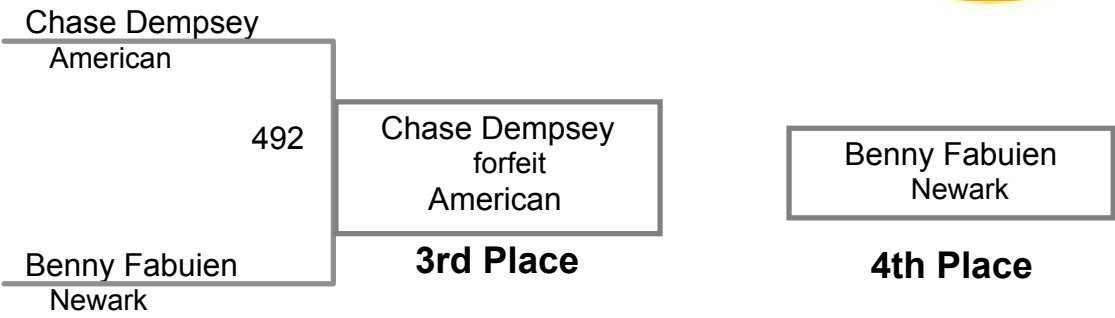 Chase Dempsey
American
492
Chase Dempsey
forfeit
American
3rd Place
Benny Fabuien
Newark
4th Place
Benny Fabuien
Newark